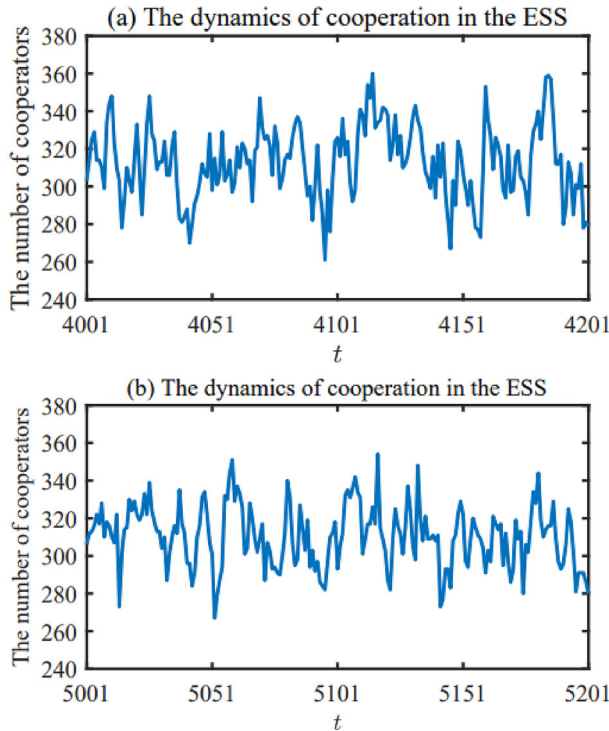 (a) The dynamics of cooperation in the ESS
The number of cooperators
380
360
340
320
300
280
260
240
4001 4051 4101 4151 4201
t
(b) The dynamics of cooperation in the ESS
The number of cooperators
380
360
340
320
300
280
260
240
5001 5051 5101 5151 5201
t